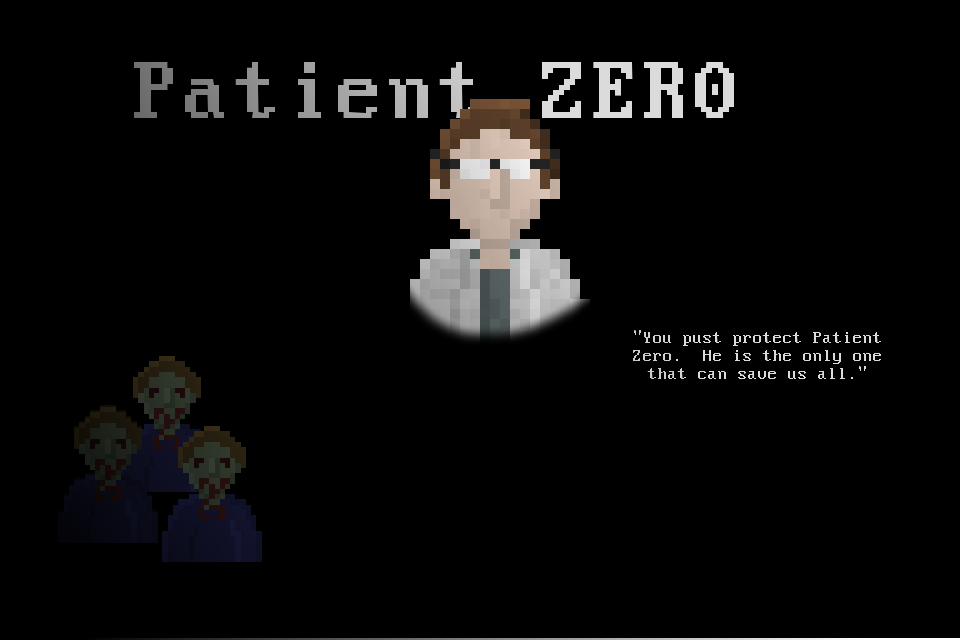 Patient ZERO
"You pust protect Patient
Zero.  He is the only one
that can save us all."